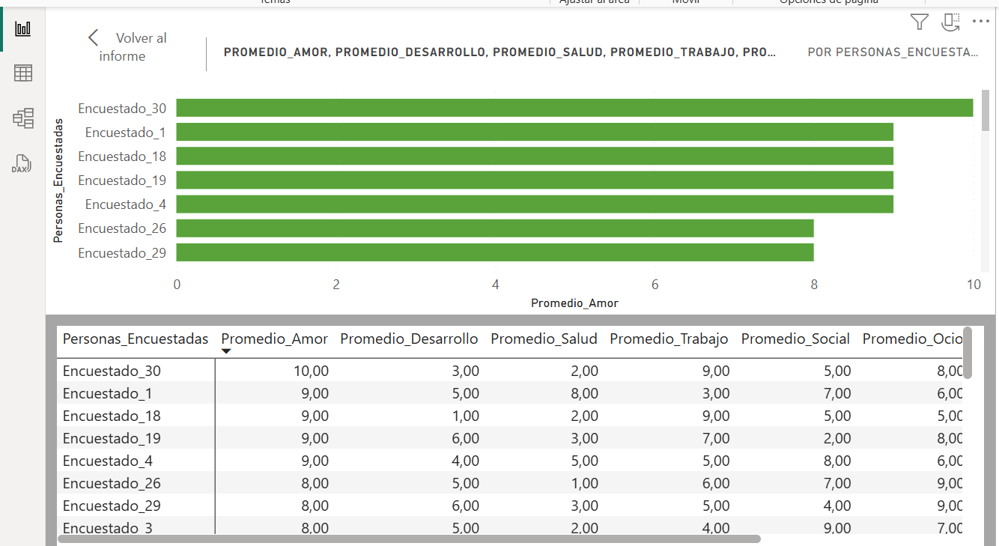 Temas Ajustar al área Móvil Opciones de página
Volver al
informe
PROMEDIO_AMOR, PROMEDIO_DESARROLLO, PROMEDIO_SALUD, PROMEDIO_TRABAJO, PRO... POR PERSONAS_ENCUESTA...
DAX
Personas_Encuestadas
Encuestado_30
Encuestado_1
Encuestado_18
Encuestado_19
Encuestado_4
Encuestado_26
Encuestado_29
0 2 4 6 8 10
Promedio_Amor
Personas_Encuestadas Promedio_Amor Promedio_Desarrollo Promedio_Salud Promedio_Trabajo Promedio_Social Promedio_Ocio
Encuestado_30 10,00 3,00 2,00 9,00 5,00 8,00
Encuestado_1 9,00 5,00 8,00 3,00 7,00 6,00
Encuestado_18 9,00 1,00 2,00 9,00 5,00 5,00
Encuestado_19 9,00 6,00 3,00 7,00 2,00 8,00
Encuestado_4 9,00 4,00 5,00 5,00 8,00 6,00
Encuestado_26 8,00 5,00 1,00 6,00 7,00 9,00
Encuestado_29 8,00 6,00 3,00 5,00 4,00 9,00
Encuestado_3 8,00 5,00 2,00 4,00 9,00 7,00